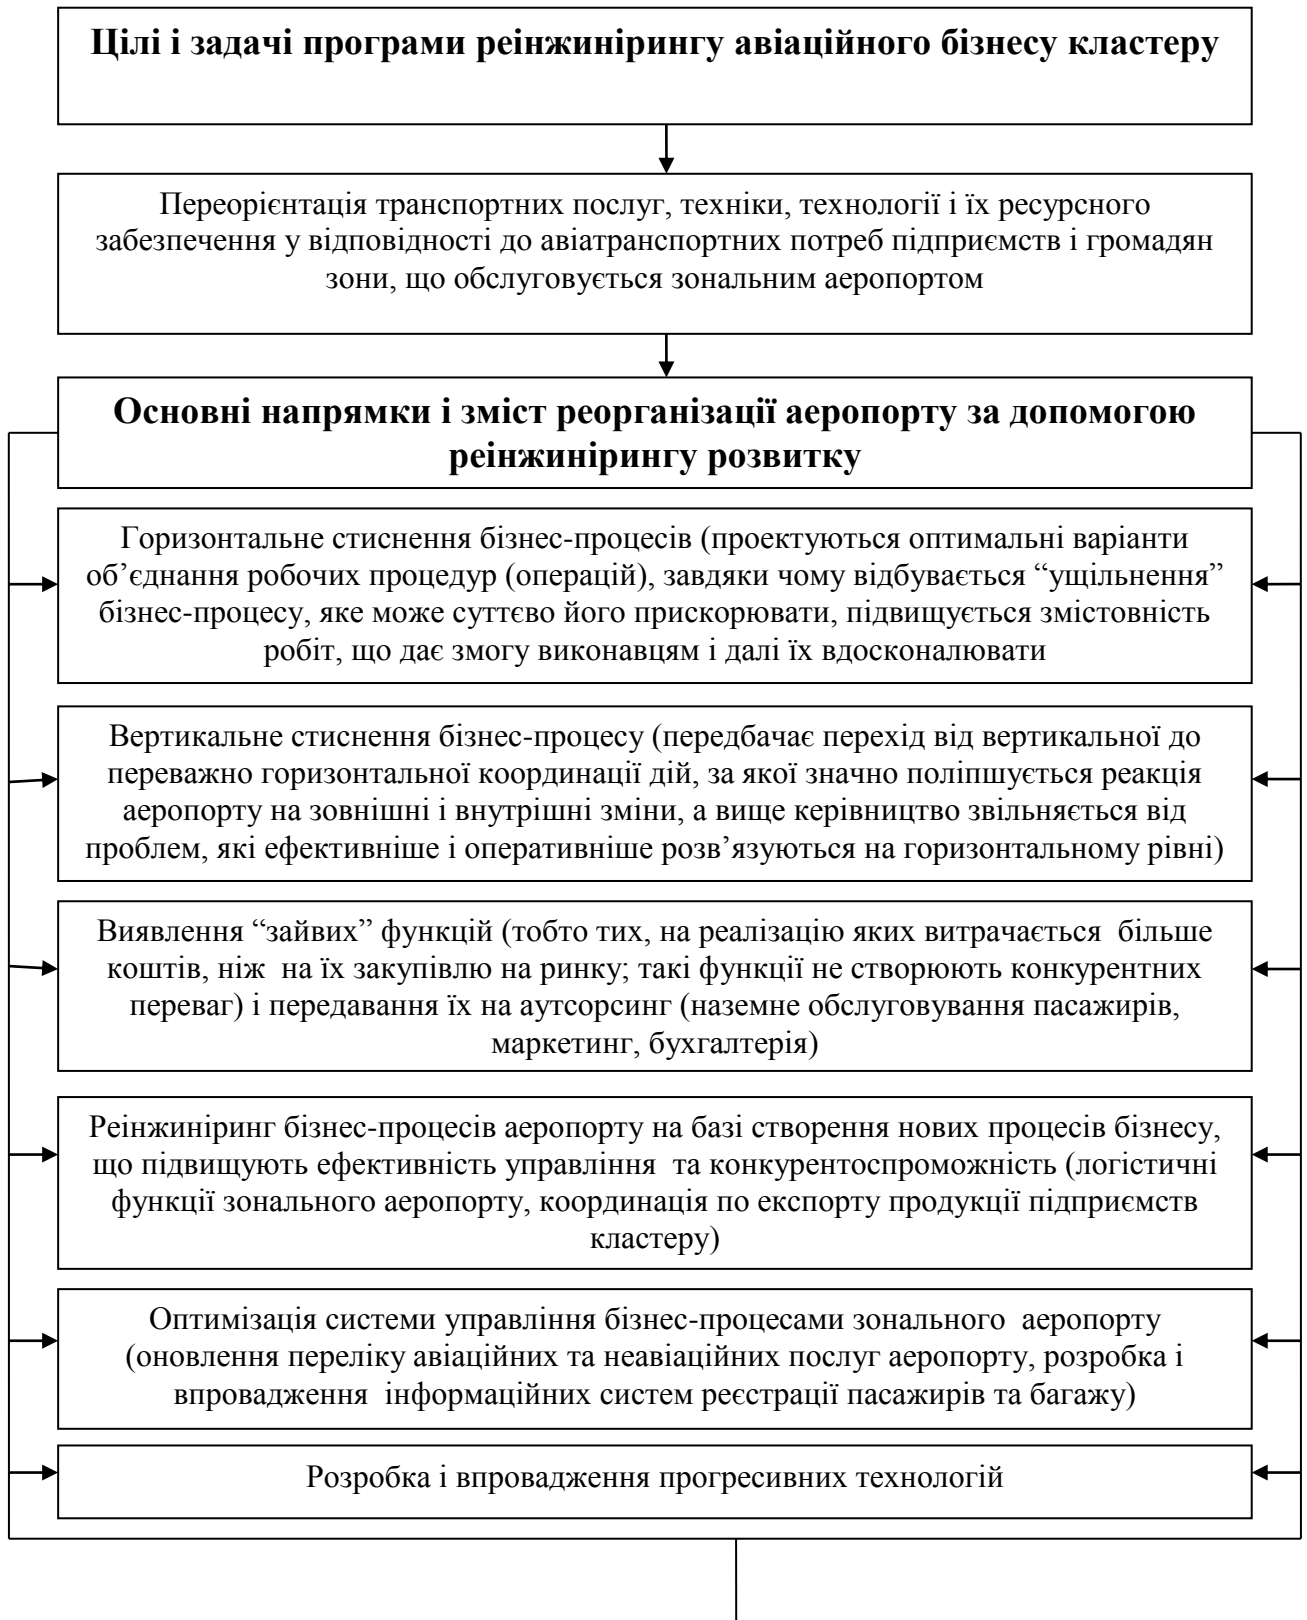 Цілі і задачі програми реінжинірингу авіаційного бізнесу кластеру
Переорієнтація транспортних послуг, техніки, технології і їх ресурсного
забезпечення у відповідності до авіатранспортних потреб підприємств і громадян
зони, що обслуговується зональним аеропортом
Основні напрямки і зміст реорганізації аеропорту за допомогою
реінжинірингу розвитку
Горизонтальне стиснення бізнес-процесів (проектуються оптимальні варіанти
об’єднання робочих процедур (операцій), завдяки чому відбувається “ущільнення”
бізнес-процесу, яке може суттєво його прискорювати, підвищується змістовність
робіт, що дає змогу виконавцям і далі їх вдосконалювати
Вертикальне стиснення бізнес-процесу (передбачає перехід від вертикальної до
переважно горизонтальної координації дій, за якої значно поліпшується реакція
аеропорту на зовнішні і внутрішні зміни, а вище керівництво звільняється від
проблем, які ефективніше і оперативніше розв’язуються на горизонтальному рівні)
Виявлення “зайвих” функцій (тобто тих, на реалізацію яких витрачається більше
коштів, ніж на їх закупівлю на ринку; такі функції не створюють конкурентних
переваг) і передавання їх на аутсорсинг (наземне обслуговування пасажирів,
маркетинг, бухгалтерія)
Реінжиніринг бізнес-процесів аеропорту на базі створення нових процесів бізнесу,
що підвищують ефективність управління та конкурентоспроможність (логістичні
функції зонального аеропорту, координація по експорту продукції підприємств
кластеру)
Оптимізація системи управління бізнес-процесами зонального аеропорту
(оновлення переліку авіаційних та неавіаційних послуг аеропорту, розробка і
впровадження інформаційних систем реєстрації пасажирів та багажу)
Розробка і впровадження прогресивних технологій